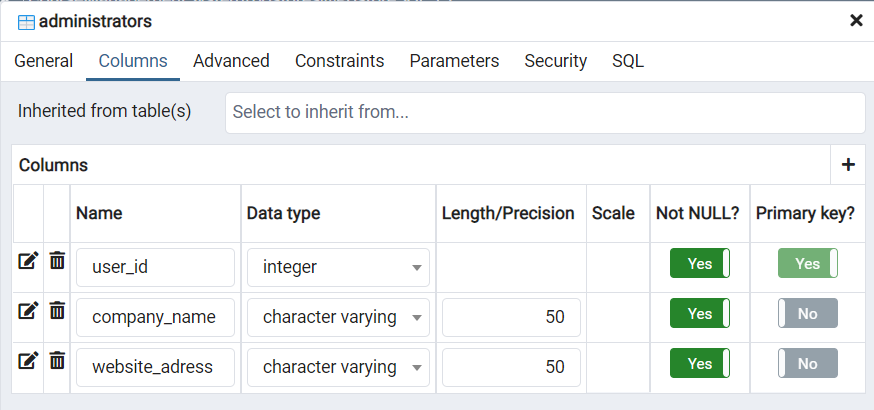 administrators
General Columns Advanced Constraints Parameters Security SQL
Inherited from table(s) Select to inherit from...
Columns
Name Data type Length/Precision Scale Not NULL? Primary key?
user_id integer Yes Yes
company_name character varying 50 Yes No
website_adress character varying 50 Yes No